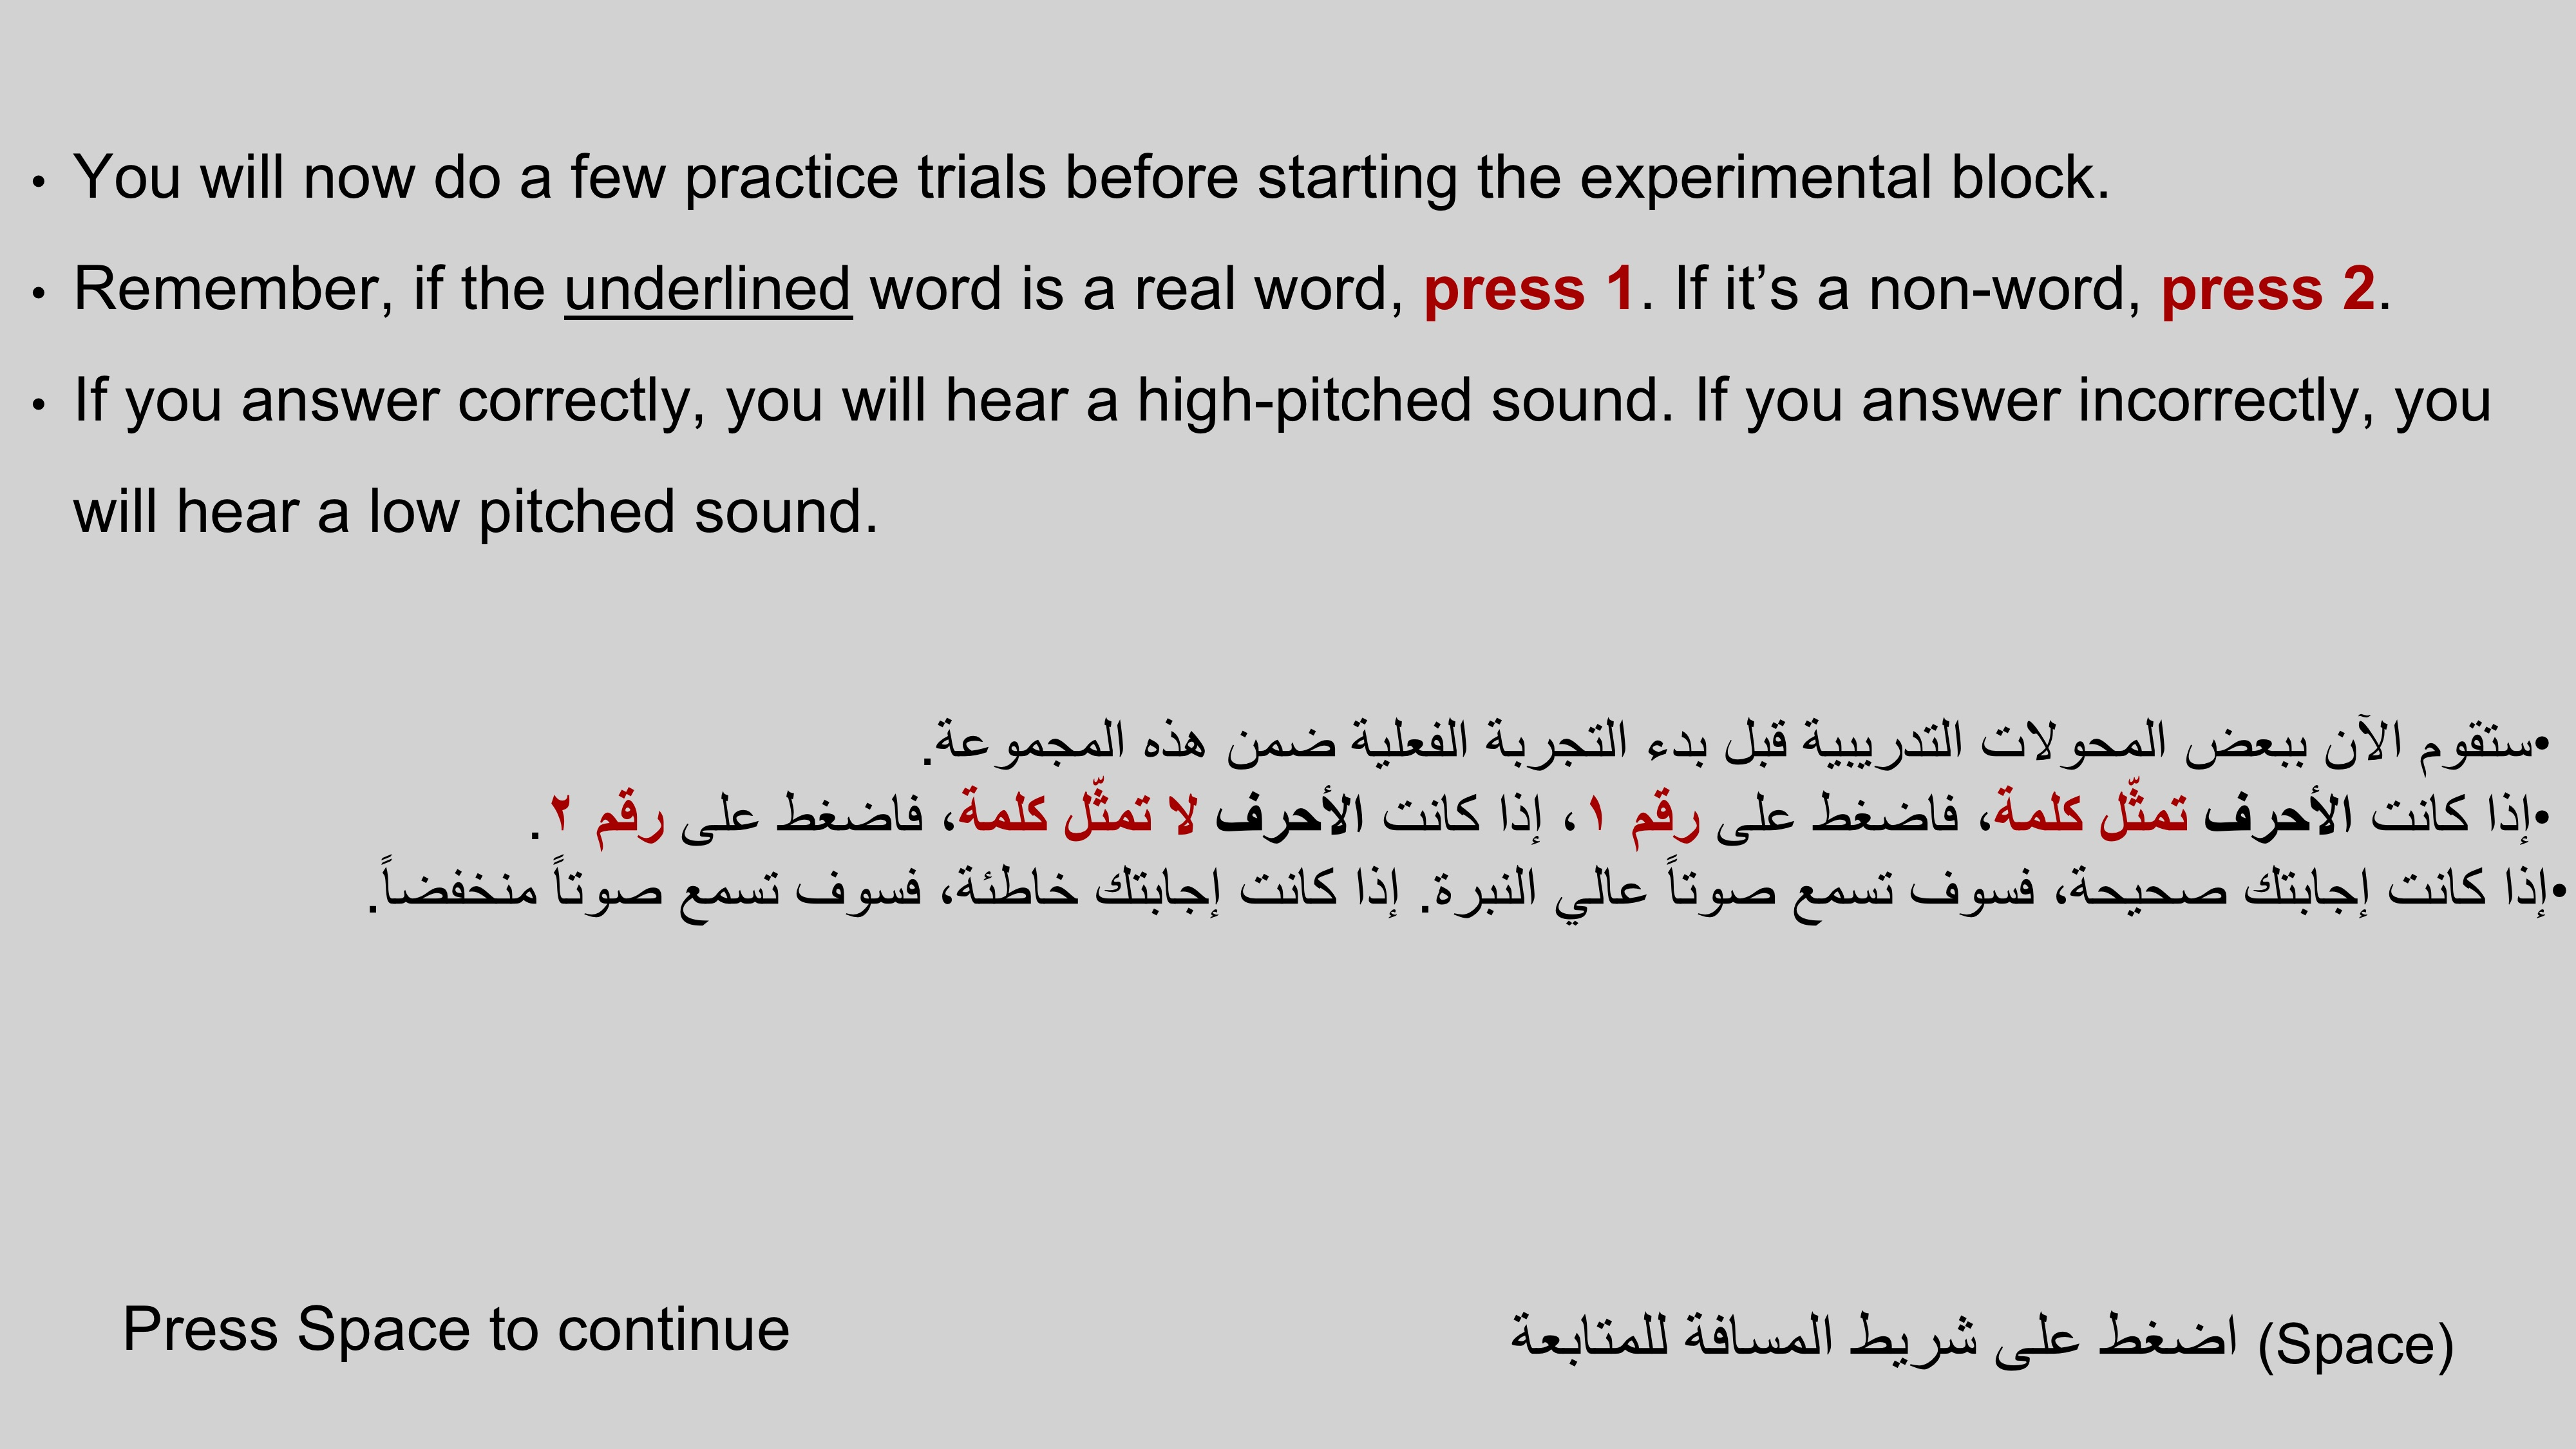 • You will now do a few practice trials before starting the experimental block.
• Remember, if the underlined word is a real word, press 1. If it’s a non-word, press 2.
• If you answer correctly, you will hear a high-pitched sound. If you answer incorrectly, you
will hear a low pitched sound.
•ستقوم الآن ببعض المحولات التدريبية قبل بدء التجربة الفعلية ضمن هذه المجموعة.
•إذا كانت الأحرف تمثّل كلمة، فاضغط على رقم ١، إذا كانت الأحرف لا تمثّل كلمة، فاضغط على رقم ٢.
•إذا كانت إجابتك صحيحة، فسوف تسمع صوتاً عالي النبرة. إذا كانت إجابتك خاطئة، فسوف تسمع صوتاً منخفضاً.
Press Space to continue
(Space) اضغط على شريط المسافة للمتابعة